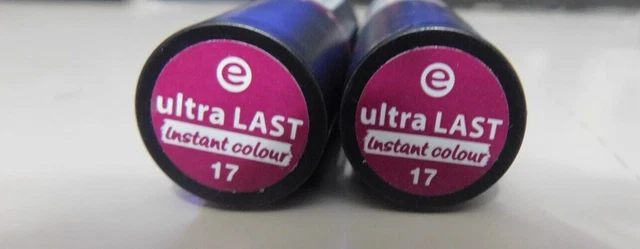 e
ultra LAST
instant colour
17
e
ultra LAST
instant colour
17